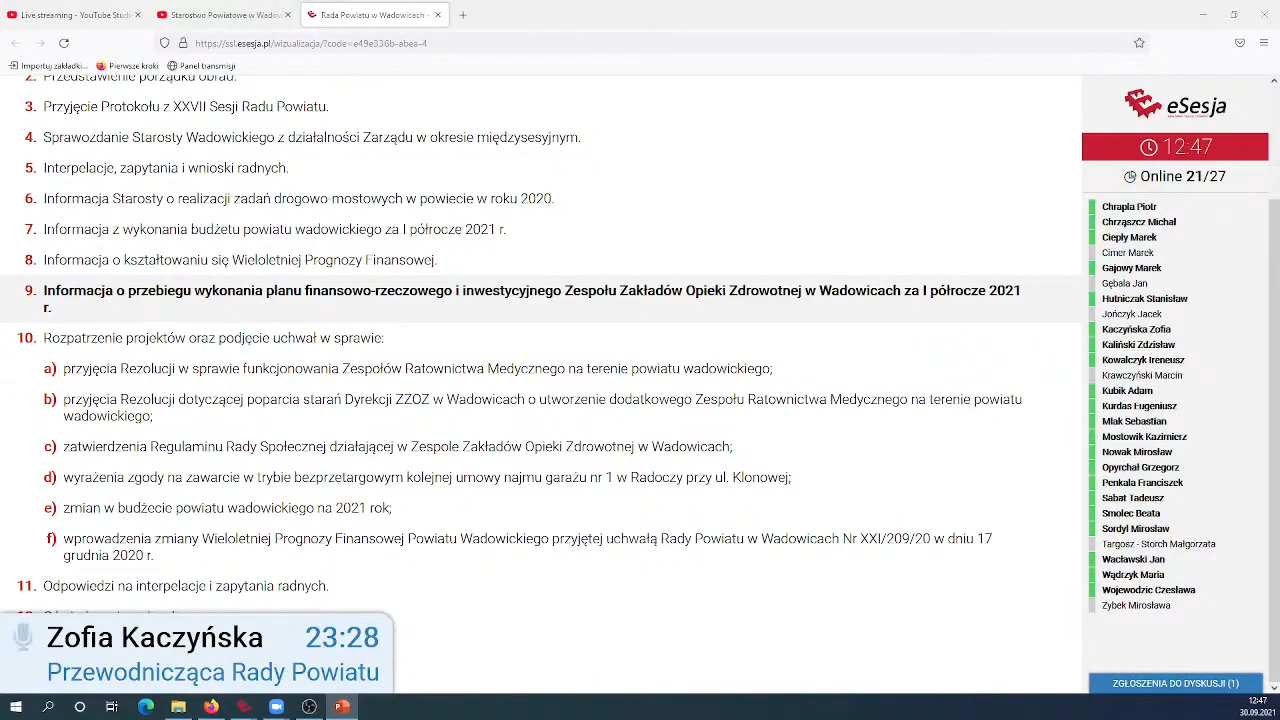 Live streaming - YouTube Studi
Starostwo Powiatowe w Wadow
Rada Powiatu w Wadowicach -
https://ssl.esesja.pl/wizualizacja/?code=e49e336b-abea-4
Importuj zakładki...
Pierwsze kroki
Panel transmisji
2. Przedstawienie porządku obrad.
3. Przyjęcie Protokołu z XXVII Sesji Radu Powiatu.
4. Sprawozdanie Starosty Wadowickiego z działalności Zarządu w okresie międzysesyjnym.
5. Interpelacje, zapytania i wnioski radnych.
6. Informacja Starosty o realizacji zadań drogowo-mostowych w powiecie w roku 2020.
7. Informacja z wykonania budżetu powiatu wadowickiego za I półrocze 2021 r.
8. Informacja o kształtowaniu się Wieloletniej Prognozy Finansowej.
9. Informacja o przebiegu wykonania planu finansowo-rzeczowego i inwestycyjnego Zespołu Zakładów Opieki Zdrowotnej w Wadowicach za I półrocze 2021
r.
10. Rozpatrzenie projektów oraz podjęcie uchwał w sprawie:
a) przyjęcia Rezolucji w sprawie funkcjonowania Zespołów Ratownictwa Medycznego na terenie powiatu wadowickiego;
b) przyjęcia Rezolucji dotyczącej poparcia starań Dyrekcji ZZOZ w Wadowicach o utworzenie dodatkowego Zespołu Ratownictwa Medycznego na terenie powiatu
wadowickiego;
c) zatwierdzenia Regulaminu Rady Społecznej działającej w Zespole Zakładów Opieki Zdrowotnej w Wadowicach;
d) wyrażenia zgody na zawarcie w trybie bezprzetargowym kolejnej umowy najmu garażu nr 1 w Radoczy przy ul. Klonowej;
e) zmian w budżecie powiatu wadowickiego na 2021 rok;
f) wprowadzenia zmiany Wieloletniej Prognozy Finansowej Powiatu Wadowickiego przyjętej uchwałą Rady Powiatu w Wadowicach Nr XXI/209/20 w dniu 17
grudnia 2020 r.
11. Odpowiedzi na interpelacje i zapytania radnych.
Zofia Kaczyńska 23:28
Przewodnicząca Rady Powiatu
eSesja
12:47
Online 21/27
Chrapla Piotr
Chrząszcz Michał
Ciepły Marek
Cimer Marek
Gajowy Marek
Gębala Jan
Hutniczak Stanisław
Jończyk Jacek
Kaczyńska Zofia
Kaliński Zdzisław
Kowalczyk Ireneusz
Krawczyński Marcin
Kubik Adam
Kurdas Eugeniusz
Mlak Sebastian
Mostowik Kazimierz
Nowak Mirosław
Opyrchał Grzegorz
Penkala Franciszek
Sabat Tadeusz
Smolec Beata
Sordyl Mirosław
Targosz - Storch Małgorzata
Wacławski Jan
Wądrzyk Maria
Wojewodzic Czesława
Zybek Mirosława
ZGŁOSZENIA DO DYSKUSJI (1)
12:47
30.09.2021